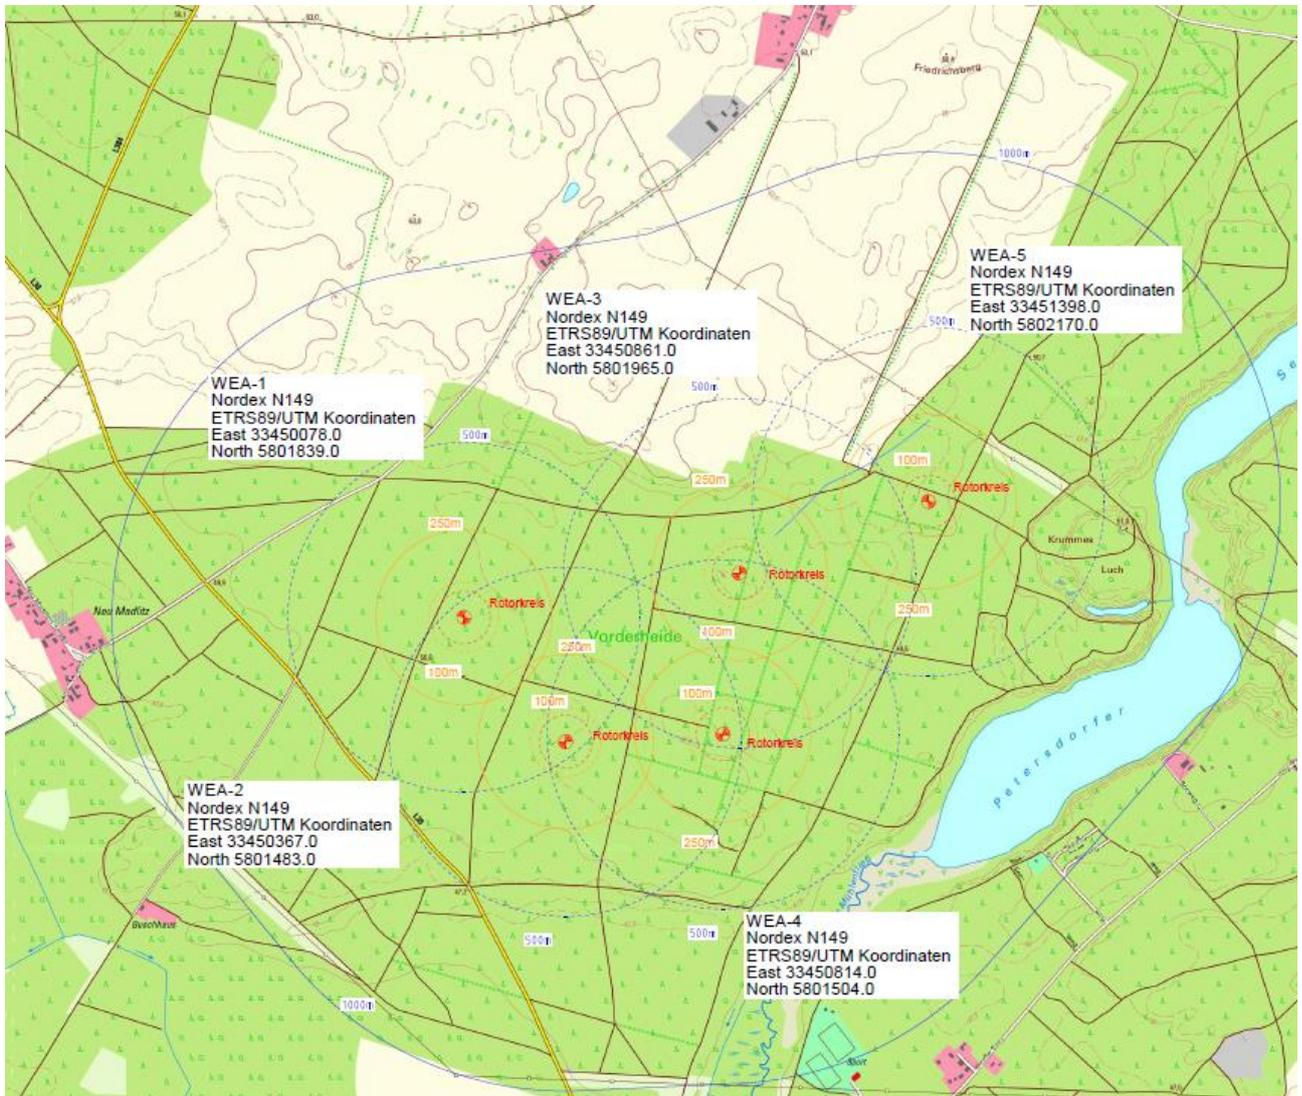 Friedrichsberg
1000m
WEA-5
Nordex N149
ETRS89/UTM Koordinaten
East 33451398.0
North 5802170.0
WEA-3
Nordex N149
ETRS89/UTM Koordinaten
East 33450861.0
North 5801965.0
500m
500m
WEA-1
Nordex N149
ETRS89/UTM Koordinaten
East 33450078.0
North 5801839.0
500m
100m
250m
Rotorkreis
250m
Krummes
Luch
Rotorkreis
Neu Madlitz
Rotorkreis
250m
Vorderheide
400m
250m
100m
100m
100m
Rotorkreis
Rotorkreis
Petersdorfer
WEA-2
Nordex N149
ETRS89/UTM Koordinaten
East 33450367.0
North 5801483.0
250m
Mühlenfließ
Buschhaus
500m
500m
WEA-4
Nordex N149
ETRS89/UTM Koordinaten
East 33450814.0
North 5801504.0
1000m
Sport